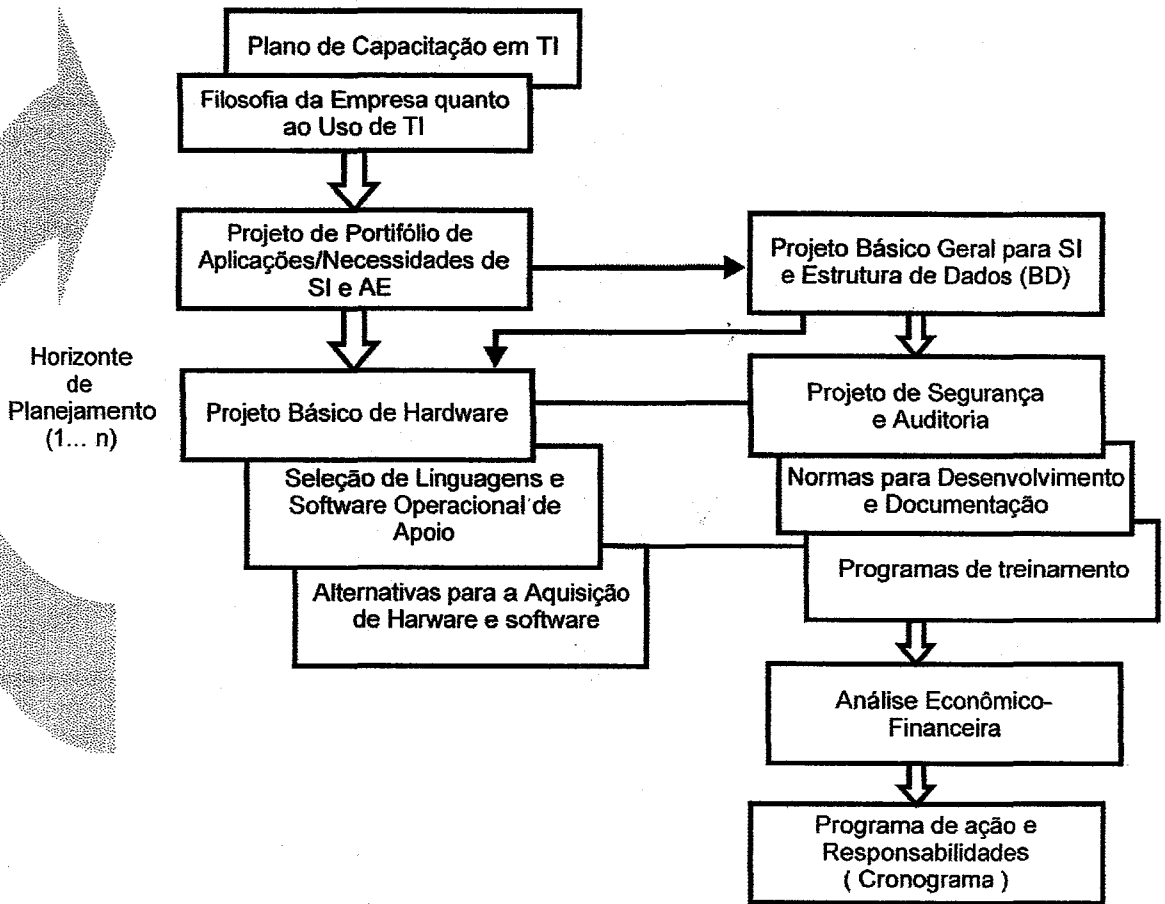 Plano de Capacitação em TI
Filosofia da Empresa quanto
ao Uso de TI
Projeto de Portifólio de
Aplicações/Necessidades de
SI e AE
Projeto Básico Geral para SI
e Estrutura de Dados (BD)
Horizonte
de
Planejamento
(1... n)
Projeto Básico de Hardware
Projeto de Segurança
e Auditoria
Seleção de Linguagens e
Software Operacional de
Apoio
Normas para Desenvolvimento
e Documentação
Alternativas para a Aquisição
de Harware e software
Programas de treinamento
Análise Econômico-
Financeira
Programa de ação e
Responsabilidades
( Cronograma )